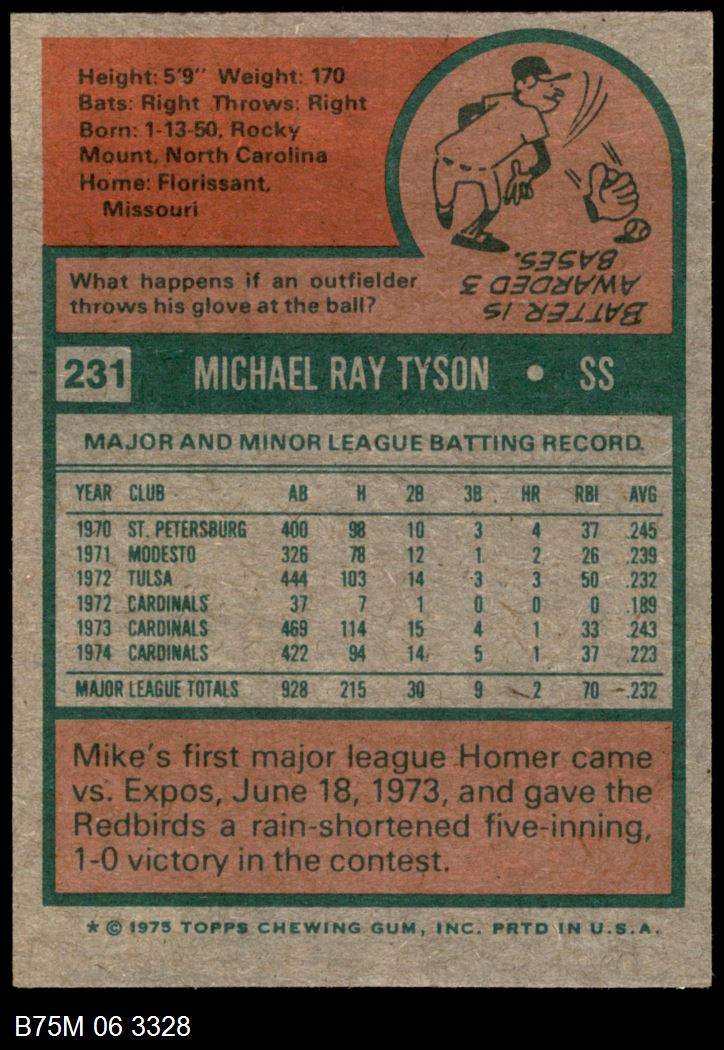 Height: 5'9" Weight: 170
Bats: Right Throws: Right
Born: 1-13-50, Rocky
Mount, North Carolina
Home: Florissant,
Missouri
What happens if an outfielder
throws his glove at the ball?
BATTER IS
AWARDED 3
BASES.
231 MICHAEL RAY TYSON • SS
MAJOR AND MINOR LEAGUE BATTING RECORD
YEAR CLUB AB H 2B 3B HR RBI AVG
1970 ST. PETERSBURG 400 98 10 3 4 37 .245
1971 MODESTO 326 78 12 1 2 26 .239
1972 TULSA 444 103 14 3 3 50 .232
1972 CARDINALS 37 7 1 0 0 0 .189
1973 CARDINALS 469 114 15 4 1 33 .243
1974 CARDINALS 422 94 14 5 1 37 .223
MAJOR LEAGUE TOTALS 928 215 30 9 2 70 .232
Mike's first major league Homer came
vs. Expos, June 18, 1973, and gave the
Redbirds a rain-shortened five-inning,
1-0 victory in the contest.
* © 1975 TOPPS CHEWING GUM, INC. PRTD IN U.S.A.
B75M 06 3328